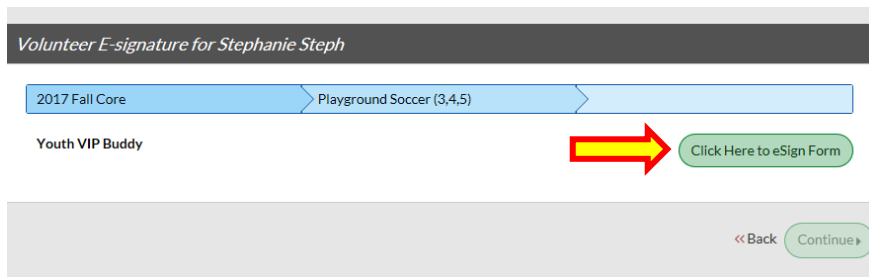 Volunteer E-signature for Stephanie Steph
2017 Fall Core Playground Soccer (3,4,5)
Youth VIP Buddy Click Here to eSign Form
<<Back Continue